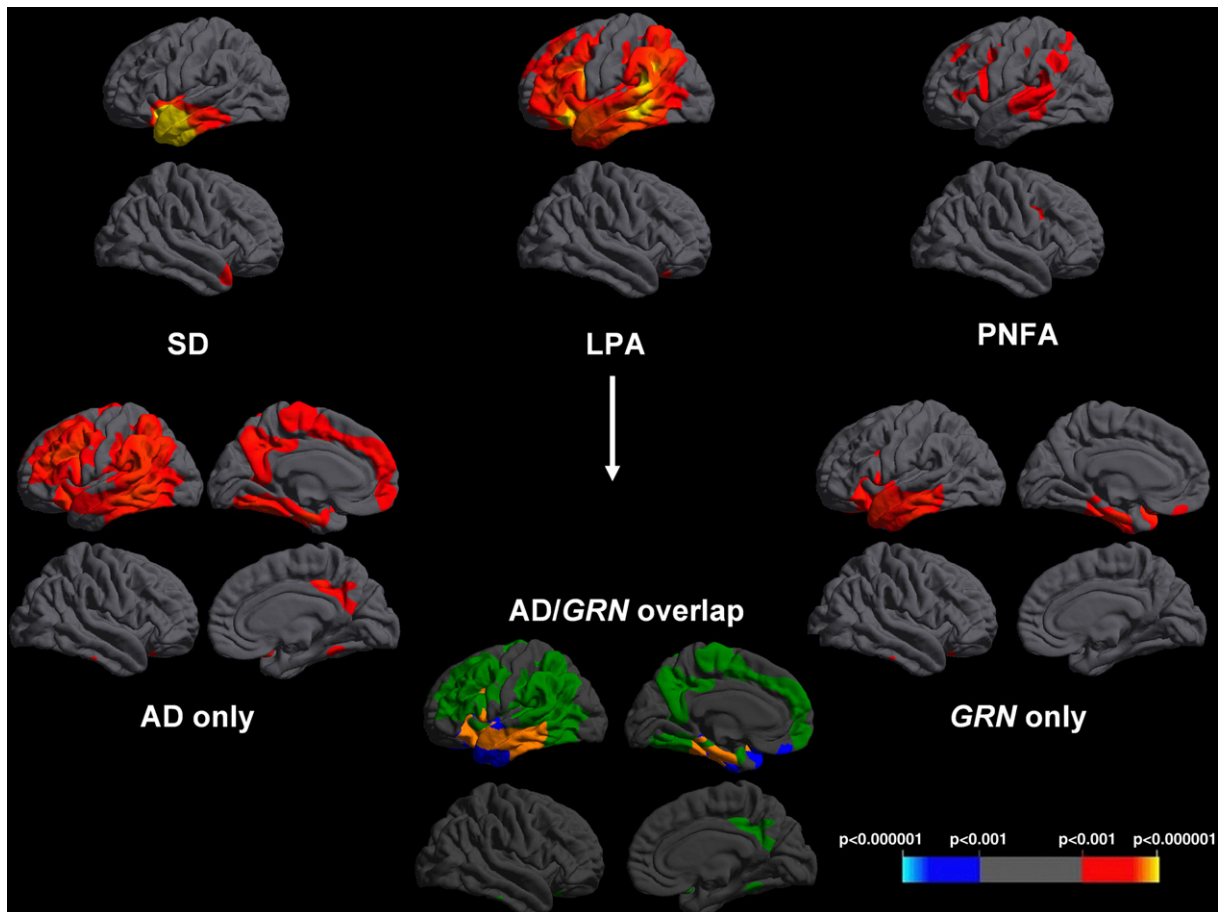 SD
LPA
PNFA
AD/GRN overlap
AD only
GRN only
p<0.000001 p<0.001 p<0.001 p<0.000001